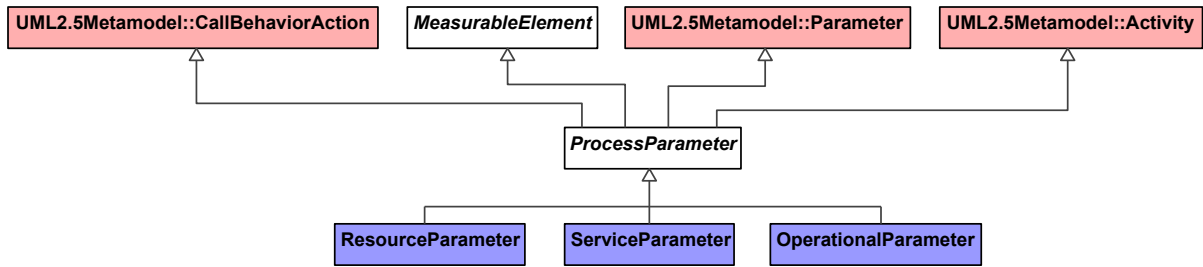 UML2.5Metamodel::CallBehaviorAction
MeasurableElement
UML2.5Metamodel::Parameter
UML2.5Metamodel::Activity
ProcessParameter
ResourceParameter
ServiceParameter
OperationalParameter